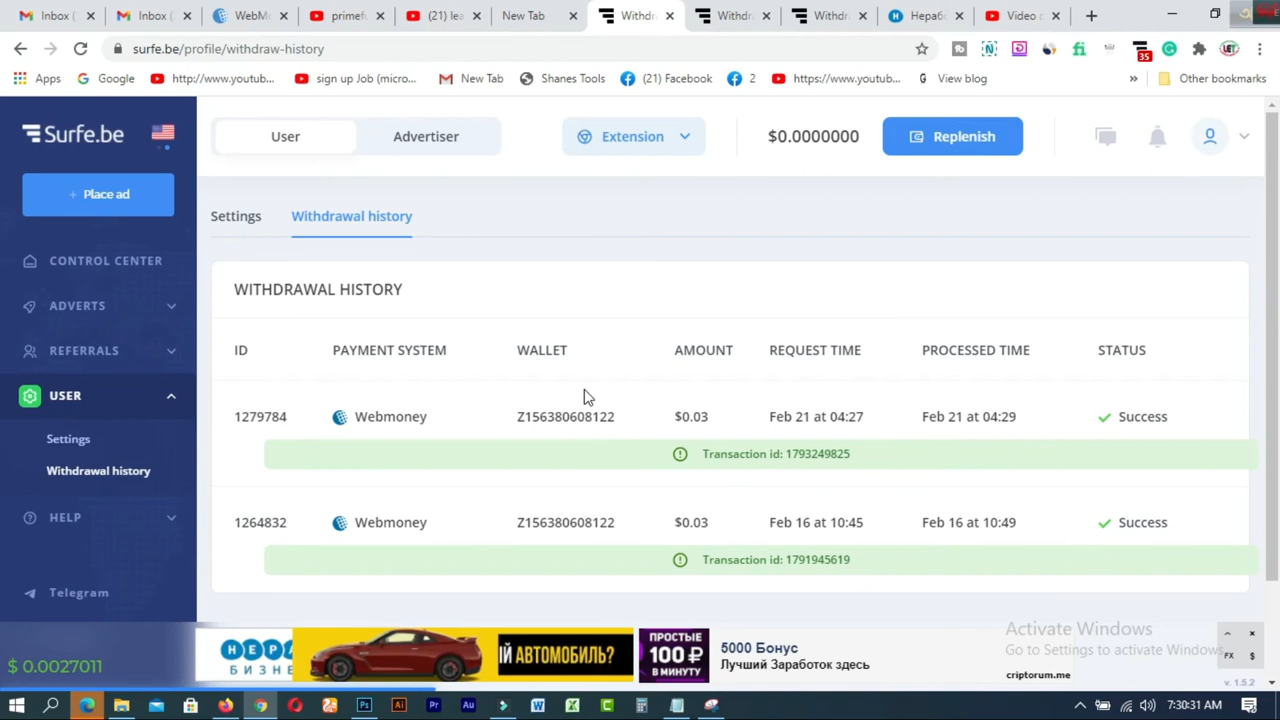 Inbox (
Inbox (
WebM
primef
(21) lea
New Tab
Withdr
Withdr
Withdr
Нераб
Video c
surfe.be/profile/withdraw-history
35
Apps
Google
http://www.youtub...
sign up Job (micro...
New Tab
Shanes Tools
(21) Facebook
2
https://www.youtub...
View blog
»
Other bookmarks
Surfe.be
User
Advertiser
Extension
$0.0000000
Replenish
+ Place ad
CONTROL CENTER
ADVERTS
REFERRALS
USER
Settings
Withdrawal history
HELP
Telegram
Settings
Withdrawal history
WITHDRAWAL HISTORY
ID
PAYMENT SYSTEM
WALLET
AMOUNT
REQUEST TIME
PROCESSED TIME
STATUS
1279784
Webmoney
Z156380608122
$0.03
Feb 21 at 04:27
Feb 21 at 04:29
Success
Transaction id: 1793249825
1264832
Webmoney
Z156380608122
$0.03
Feb 16 at 10:45
Feb 16 at 10:49
Success
Transaction id: 1791945619
$ 0.0027011
НЕРА
БИЗНЕ
ЫЙ АВТОМОБИЛЬ?
ПРОСТЫЕ
100 ₽
В МИНУТУ
5000 Бонус
Лучший Заработок здесь
criptorum.me
Activate Windows
Go to Settings to activate Windows
FX
$
v. 1.5.2
7:30:31 AM